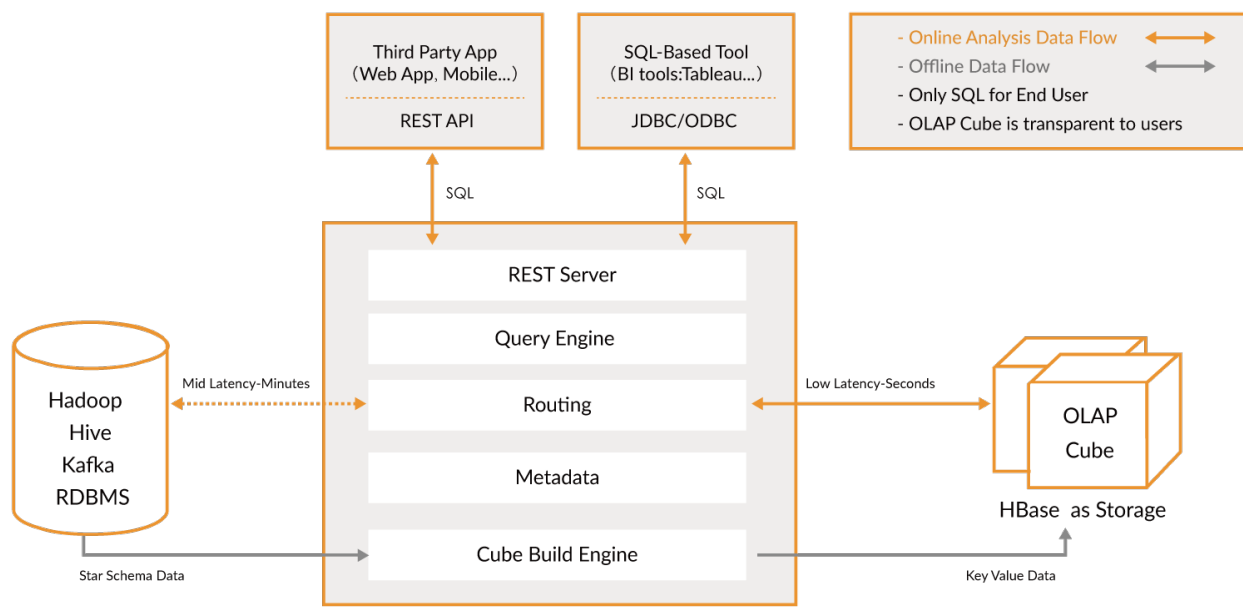 Third Party App
(Web App, Mobile...)
REST API
SQL-Based Tool
(BI tools:Tableau...)
JDBC/ODBC
- Online Analysis Data Flow
- Offline Data Flow
- Only SQL for End User
- OLAP Cube is transparent to users
SQL
SQL
REST Server
Query Engine
Routing
Metadata
Cube Build Engine
Hadoop
Hive
Kafka
RDBMS
Mid Latency-Minutes
Low Latency-Seconds
OLAP
Cube
HBase as Storage
Star Schema Data
Key Value Data